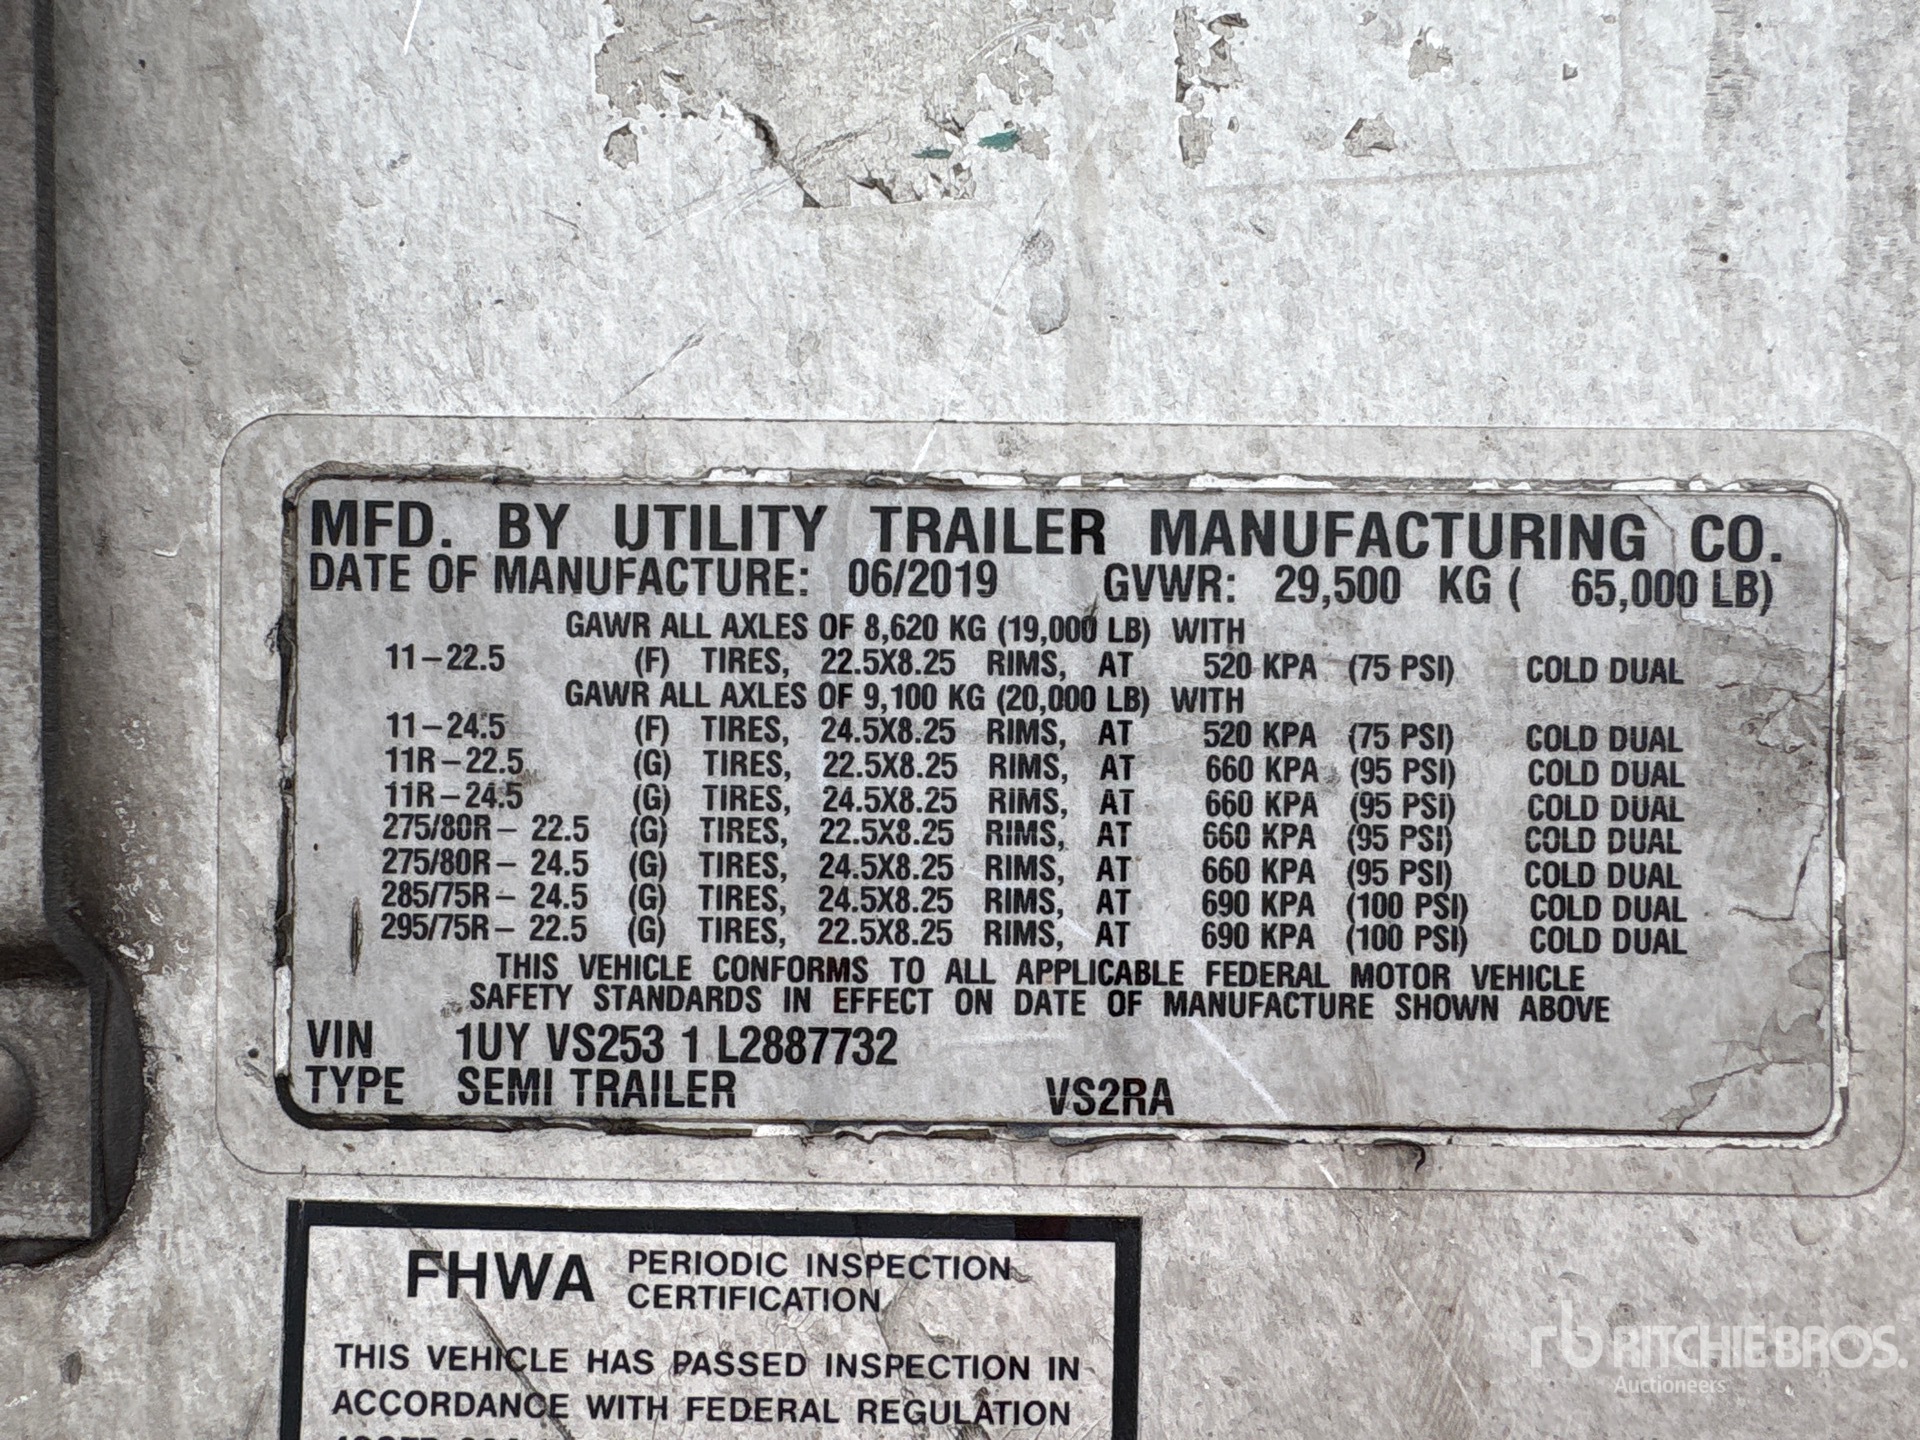 MFD. BY UTILITY TRAILER MANUFACTURING CO.
DATE OF MANUFACTURE: 06/2019 GVWR: 29,500 KG ( 65,000 LB)
GAWR ALL AXLES OF 8,620 KG (19,000 LB) WITH
11-22.5 (F) TIRES, 22.5X8.25 RIMS, AT 520 KPA (75 PSI) COLD DUAL
GAWR ALL AXLES OF 9,100 KG (20,000 LB) WITH
11-24.5 (F) TIRES, 24.5X8.25 RIMS, AT 520 KPA (75 PSI) COLD DUAL
11R-22.5 (G) TIRES, 22.5X8.25 RIMS, AT 660 KPA (95 PSI) COLD DUAL
11R-24.5 (G) TIRES, 24.5X8.25 RIMS, AT 660 KPA (95 PSI) COLD DUAL
275/80R- 22.5 (G) TIRES, 22.5X8.25 RIMS, AT 660 KPA (95 PSI) COLD DUAL
275/80R- 24.5 (G) TIRES, 24.5X8.25 RIMS, AT 660 KPA (95 PSI) COLD DUAL
285/75R- 24.5 (G) TIRES, 24.5X8.25 RIMS, AT 690 KPA (100 PSI) COLD DUAL
295/75R- 22.5 (G) TIRES, 22.5X8.25 RIMS, AT 690 KPA (100 PSI) COLD DUAL
THIS VEHICLE CONFORMS TO ALL APPLICABLE FEDERAL MOTOR VEHICLE
SAFETY STANDARDS IN EFFECT ON DATE OF MANUFACTURE SHOWN ABOVE
VIN 1UY VS253 1 L2887732
TYPE SEMI TRAILER VS2RA
FHWA PERIODIC INSPECTION
CERTIFICATION
THIS VEHICLE HAS PASSED INSPECTION IN
ACCORDANCE WITH FEDERAL REGULATION
rb RITCHIE BROS.
Auctioneers